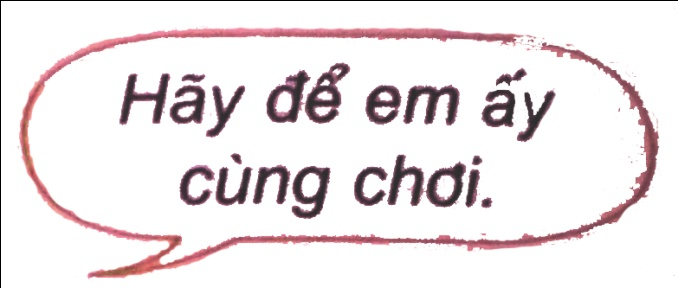 Hãy để em ấy
cùng chơi.